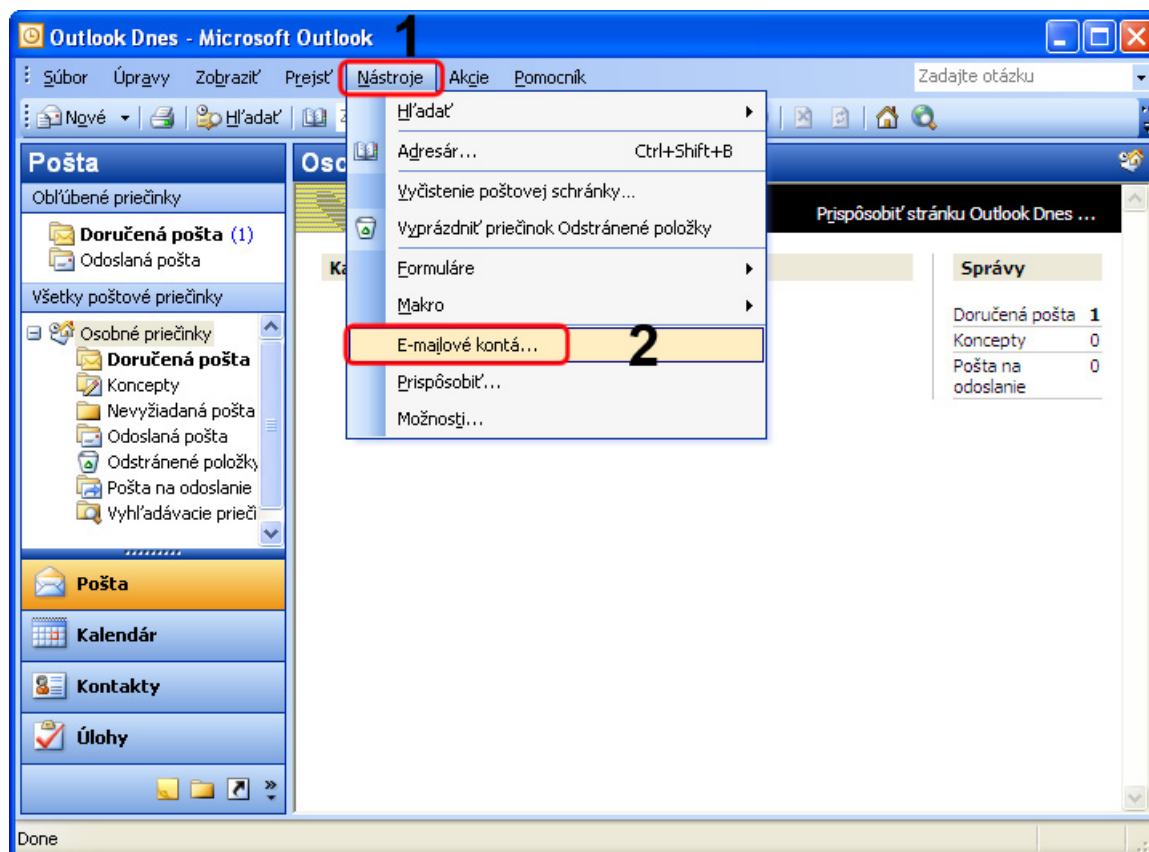 Outlook Dnes - Microsoft Outlook
1
Súbor Úpravy Zobraziť Prejsť Nástroje Akcie Pomocník Zadajte otázku
Nové Hľadať
Hľadať
Adresár... Ctrl+Shift+B
Vyčistenie poštovej schránky...
Vyprázdniť priečinok Odstránené položky
Formuláre
Makro
E-mailové kontá... 2
Prispôsobiť...
Možnosti...
Pošta
Obľúbené priečinky
Doručená pošta (1)
Odoslaná pošta
Všetky poštové priečinky
Osobné priečinky
Doručená pošta
Koncepty
Nevyžiadaná pošta
Odoslaná pošta
Odstránené položky
Pošta na odoslanie
Vyhľadávacie prieči
Pošta
Kalendár
Kontakty
Úlohy
Oso
Prispôsobiť stránku Outlook Dnes ...
Ka
Správy
Doručená pošta 1
Koncepty 0
Pošta na 0
odoslanie
Done